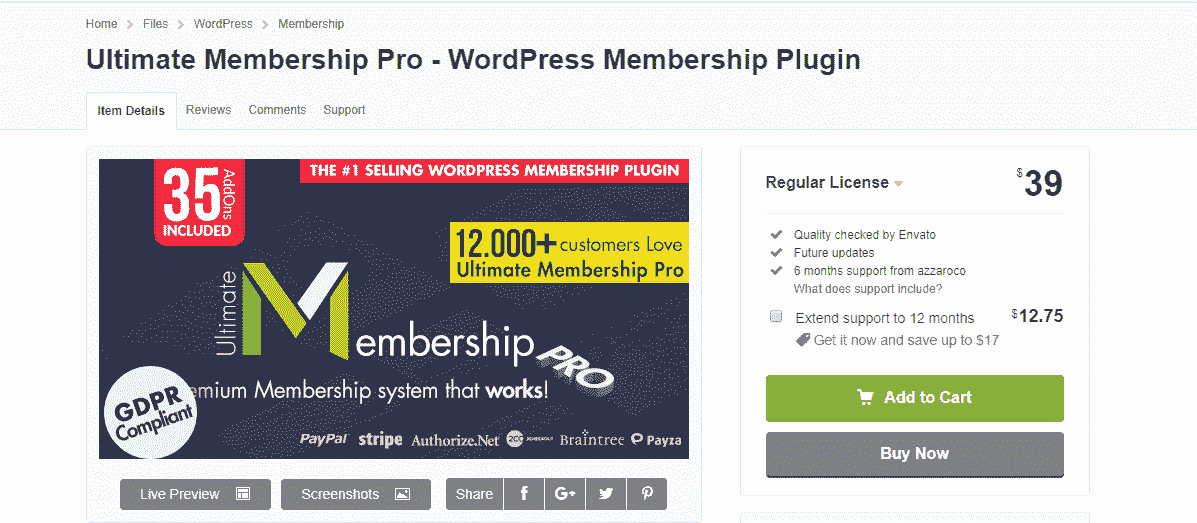 Home > Files > WordPress > Membership
Ultimate Membership Pro - WordPress Membership Plugin
Item Details Reviews Comments Support
35 AddOns
INCLUDED
THE #1 SELLING WORDPRESS MEMBERSHIP PLUGIN
12.000+ customers Love
Ultimate Membership Pro
Ultimate Membership PRO
emium Membership system that works!
GDPR
Compliant
PayPal stripe Authorize.Net 2CO Braintree Payza
Live Preview Screenshots Share f G+
Regular License $39
Quality checked by Envato
Future updates
6 months support from azzaroco
What does support include?
Extend support to 12 months $12.75
Get it now and save up to $17
Add to Cart
Buy Now